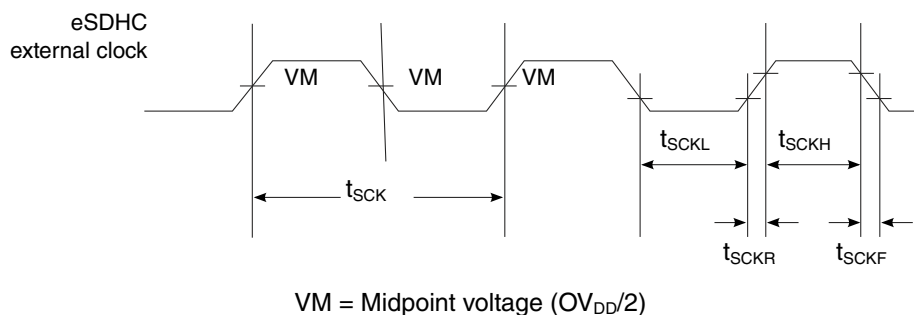 eSDHC
external clock
VM VM VM
tSCKL tSCKH
tSCK
tSCKR tSCKF
VM = Midpoint voltage (OVDD/2)